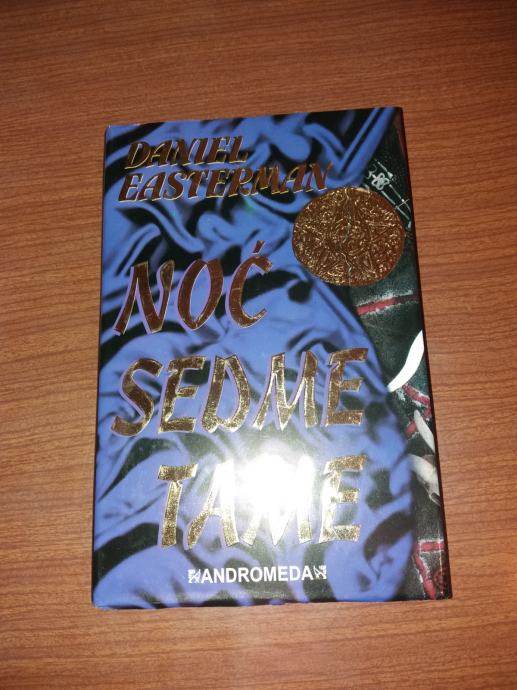 DANIEL
EASTERMAN
NOĆ
SEDME
TAME
ANDROMEDA